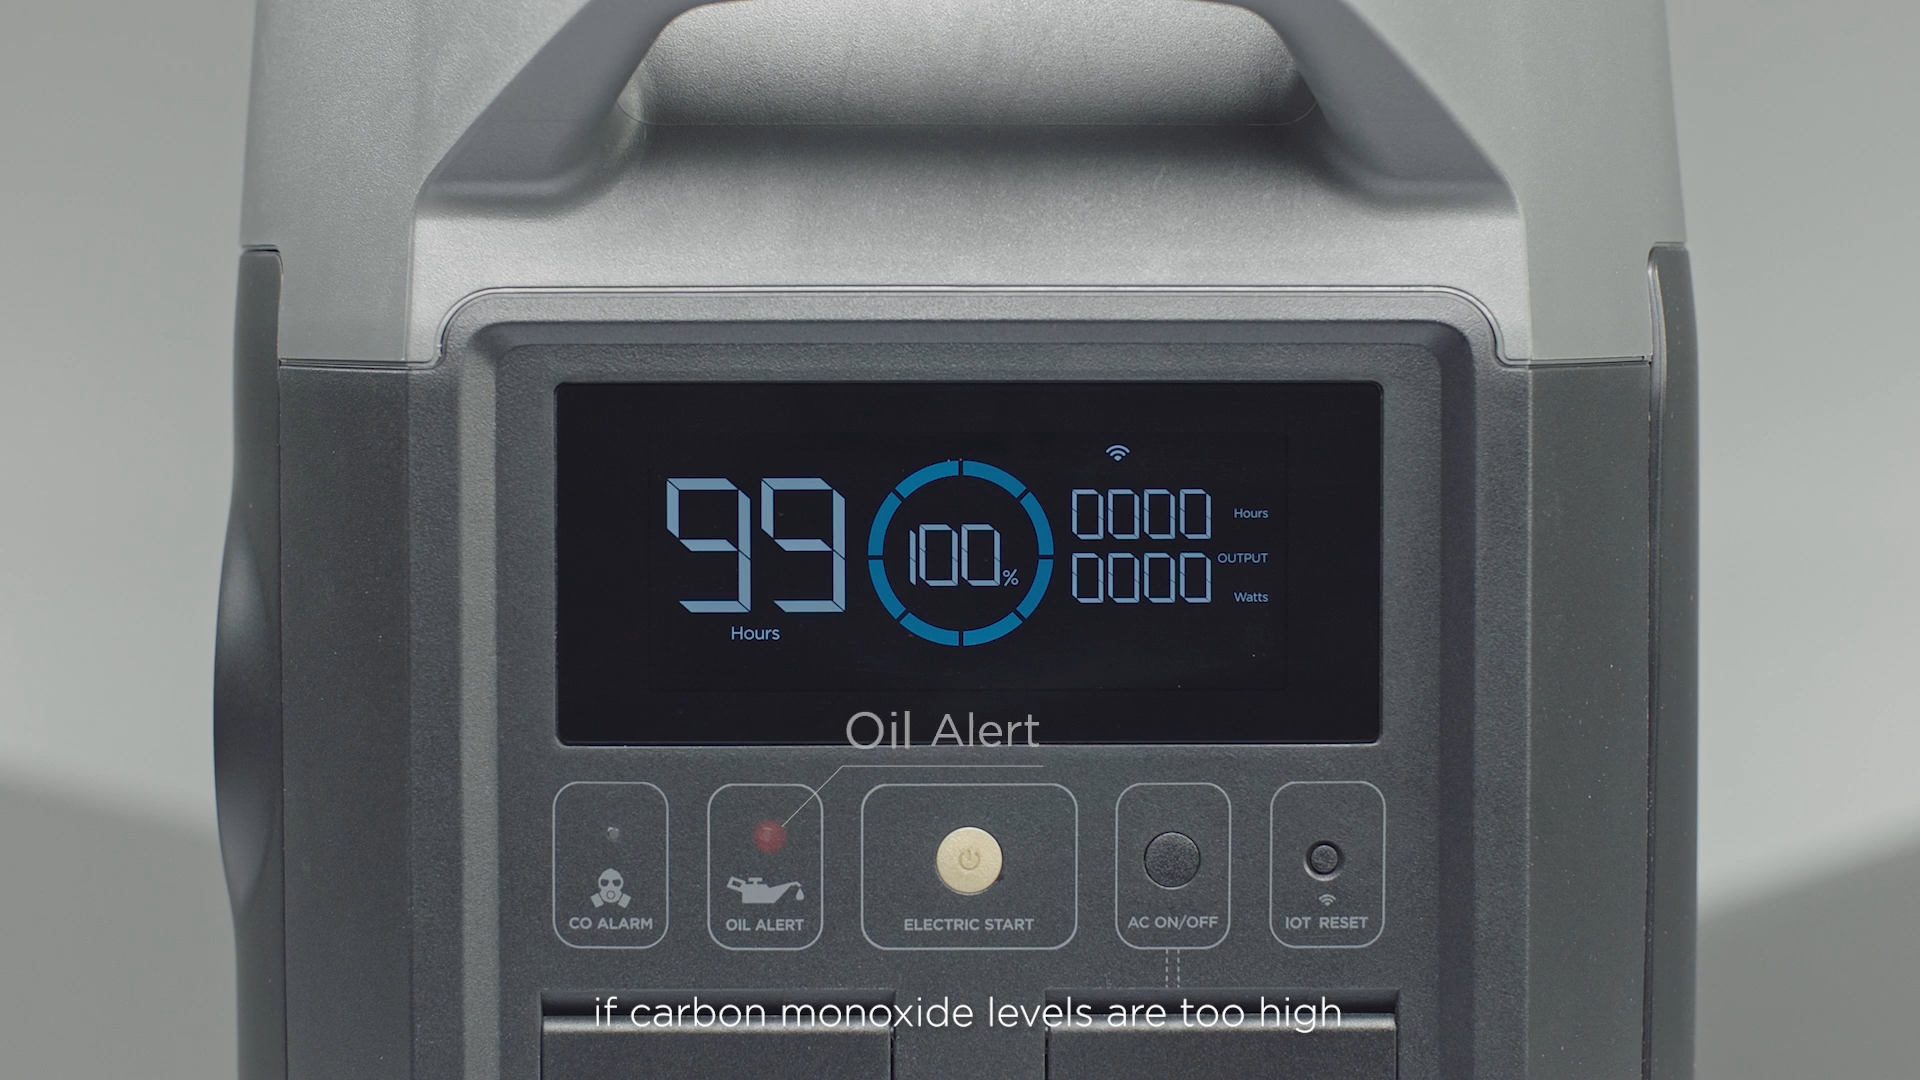 99
Hours
100%
0000 Hours
OUTPUT
0000 Watts
Oil Alert
CO ALARM
OIL ALERT
ELECTRIC START
AC ON/OFF
IOT RESET
if carbon monoxide levels are too high